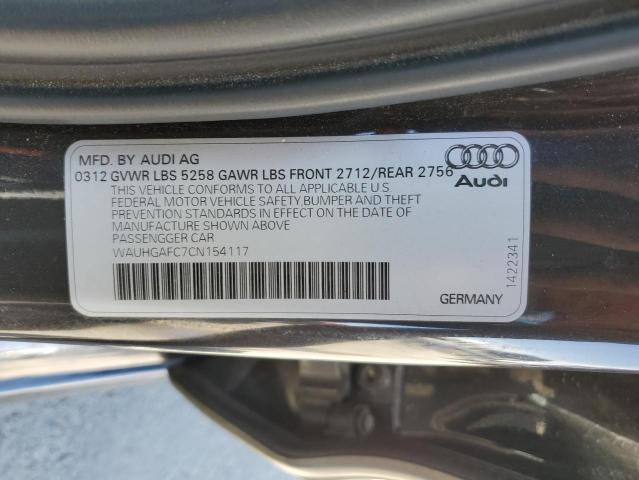 MFD. BY AUDI AG
0312 GVWR LBS 5258 GAWR LBS FRONT 2712/REAR 2756
THIS VEHICLE CONFORMS TO ALL APPLICABLE U.S
FEDERAL MOTOR VEHICLE SAFETY, BUMPER AND THEFT
PREVENTION STANDARDS IN EFFECT ON THE DATE OF
MANUFACTURE SHOWN ABOVE
PASSENGGER CAR
WAUHGAFC7CN154117
Audi
1422341
GERMANY